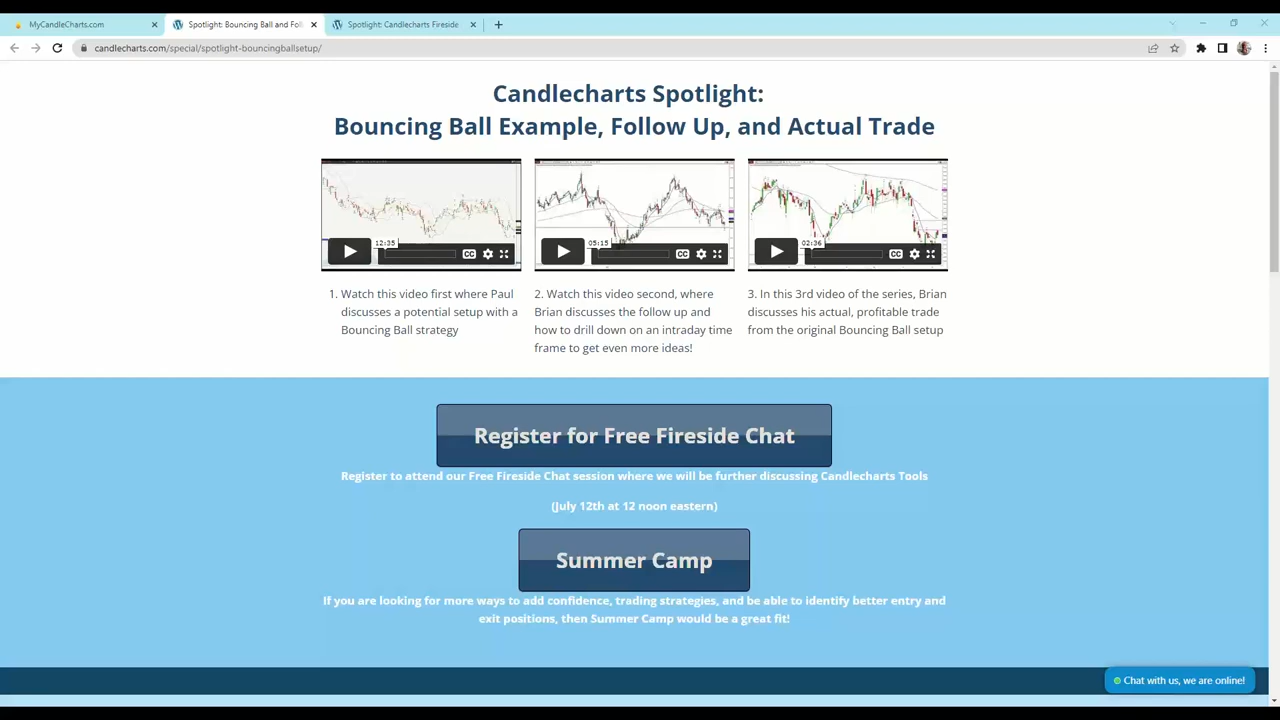 MyCandleCharts.com
Spotlight: Bouncing Ball and Foll
Spotlight: Candlecharts Fireside
candlecharts.com/special/spotlight-bouncingballsetup/
Candlecharts Spotlight:
Bouncing Ball Example, Follow Up, and Actual Trade
12:35
05:15
02:36
CC
CC
CC
1. Watch this video first where Paul
discusses a potential setup with a
Bouncing Ball strategy
2. Watch this video second, where
Brian discusses the follow up and
how to drill down on an intraday time
frame to get even more ideas!
3. In this 3rd video of the series, Brian
discusses his actual, profitable trade
from the original Bouncing Ball setup
Register for Free Fireside Chat
Register to attend our Free Fireside Chat session where we will be further discussing Candlecharts Tools
(July 12th at 12 noon eastern)
Summer Camp
If you are looking for more ways to add confidence, trading strategies, and be able to identify better entry and
exit positions, then Summer Camp would be a great fit!
Chat with us, we are online!